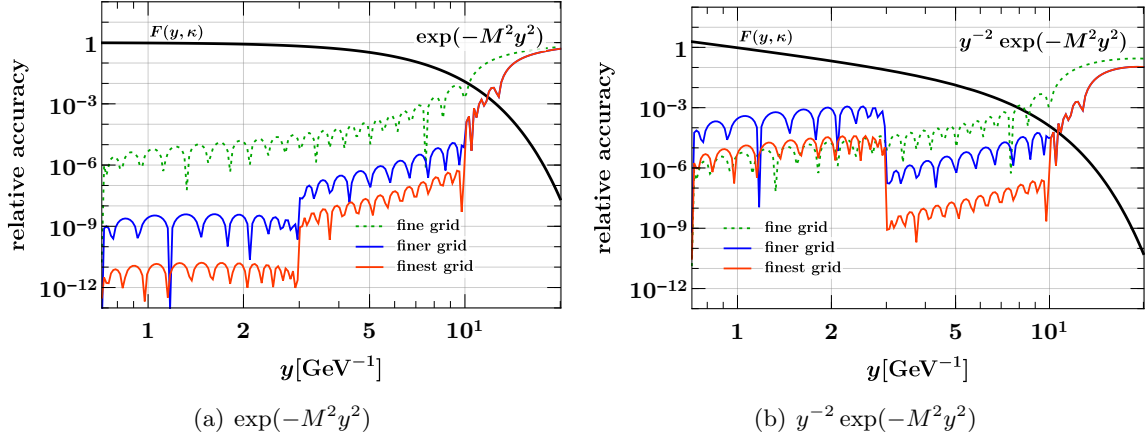 F(y, κ)
exp(−M²y²)
1
10⁻³
10⁻⁶
10⁻⁹
10⁻¹²
relative accuracy
fine grid
finer grid
finest grid
1
2
5
10¹
y[GeV⁻¹]
(a) exp(−M²y²)
F(y, κ)
y⁻² exp(−M²y²)
1
10⁻³
10⁻⁶
10⁻⁹
10⁻¹²
relative accuracy
fine grid
finer grid
finest grid
1
2
5
10¹
y[GeV⁻¹]
(b) y⁻² exp(−M²y²)